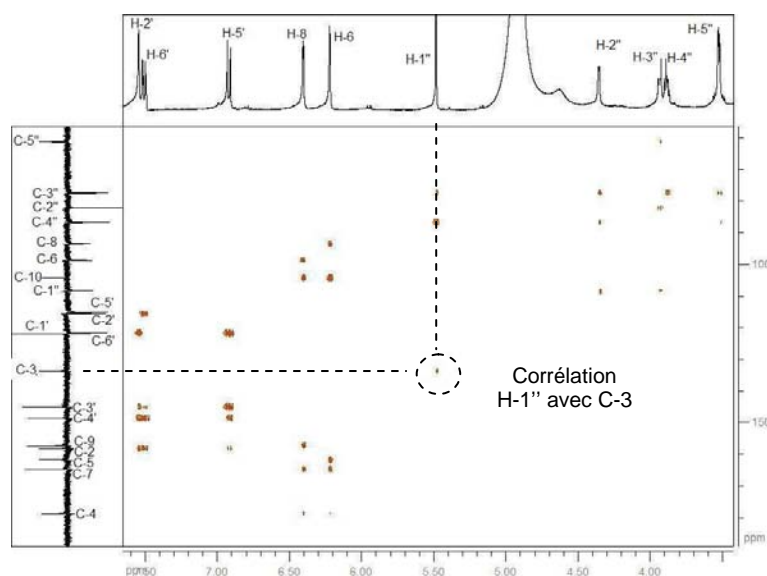 H-2'
H-6'
H-5'
H-8
H-6
H-1''
H-2''
H-3''
H-4''
H-5''
C-5''
C-3''
C-2''
C-4''
C-8
C-6
C-10
C-1''
C-5'
C-2'
C-1'
C-6'
C-3
C-3'
C-4'
C-9
C-2
C-5
C-7
C-4
Corrélation
H-1'' avec C-3
100
150
ppm
7.00
6.50
6.00
5.50
5.00
4.50
4.00